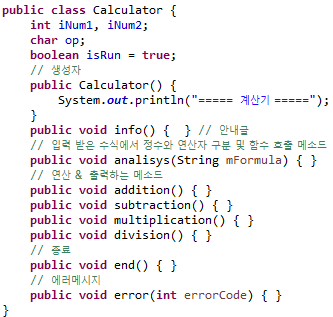 public class Calculator {
    int iNum1, iNum2;
    char op;
    boolean isRun = true;
    // 생성자
    public Calculator() {
        System.out.println("===== 계산기 =====");
    }
    public void info() {  } // 안내글
    // 입력 받은 수식에서 정수와 연산자 구분 및 함수 호출 메소드
    public void analisys(String mFormula) { }
    // 연산 & 출력하는 메소드
    public void addition() { }
    public void subtraction() { }
    public void multiplication() { }
    public void division() { }
    // 종료
    public void end() { }
    // 에러메시지
    public void error(int errorCode) { }
}